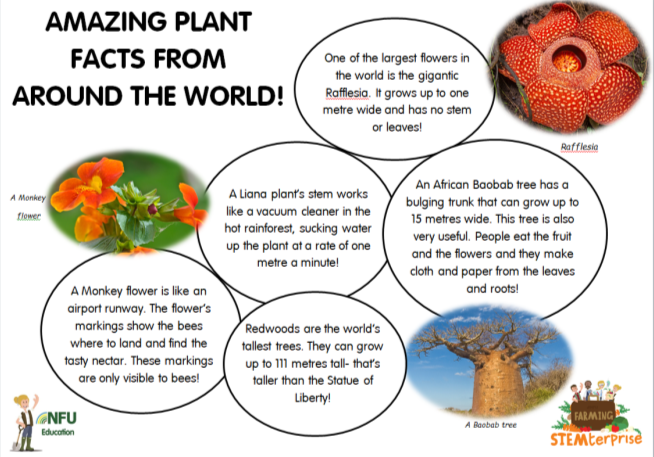 AMAZING PLANT
FACTS FROM
AROUND THE WORLD!
One of the largest flowers in
the world is the gigantic
Rafflesia. It grows up to one
metre wide and has no stem
or leaves!
Rafflesia
A Monkey
flower
A Liana plant's stem works
like a vacuum cleaner in the
hot rainforest, sucking water
up the plant at a rate of one
metre a minute!
An African Baobab tree has a
bulging trunk that can grow up to
15 metres wide. This tree is also
very useful. People eat the fruit
and the flowers and they make
cloth and paper from the leaves
and roots!
A Monkey flower is like an
airport runway. The flower's
markings show the bees
where to land and find the
tasty nectar. These markings
are only visible to bees!
Redwoods are the world's
tallest trees. They can grow
up to 111 metres tall- that's
taller than the Statue of
Liberty!
A Baobab tree
NFU
Education
FARMING
STEMterprise